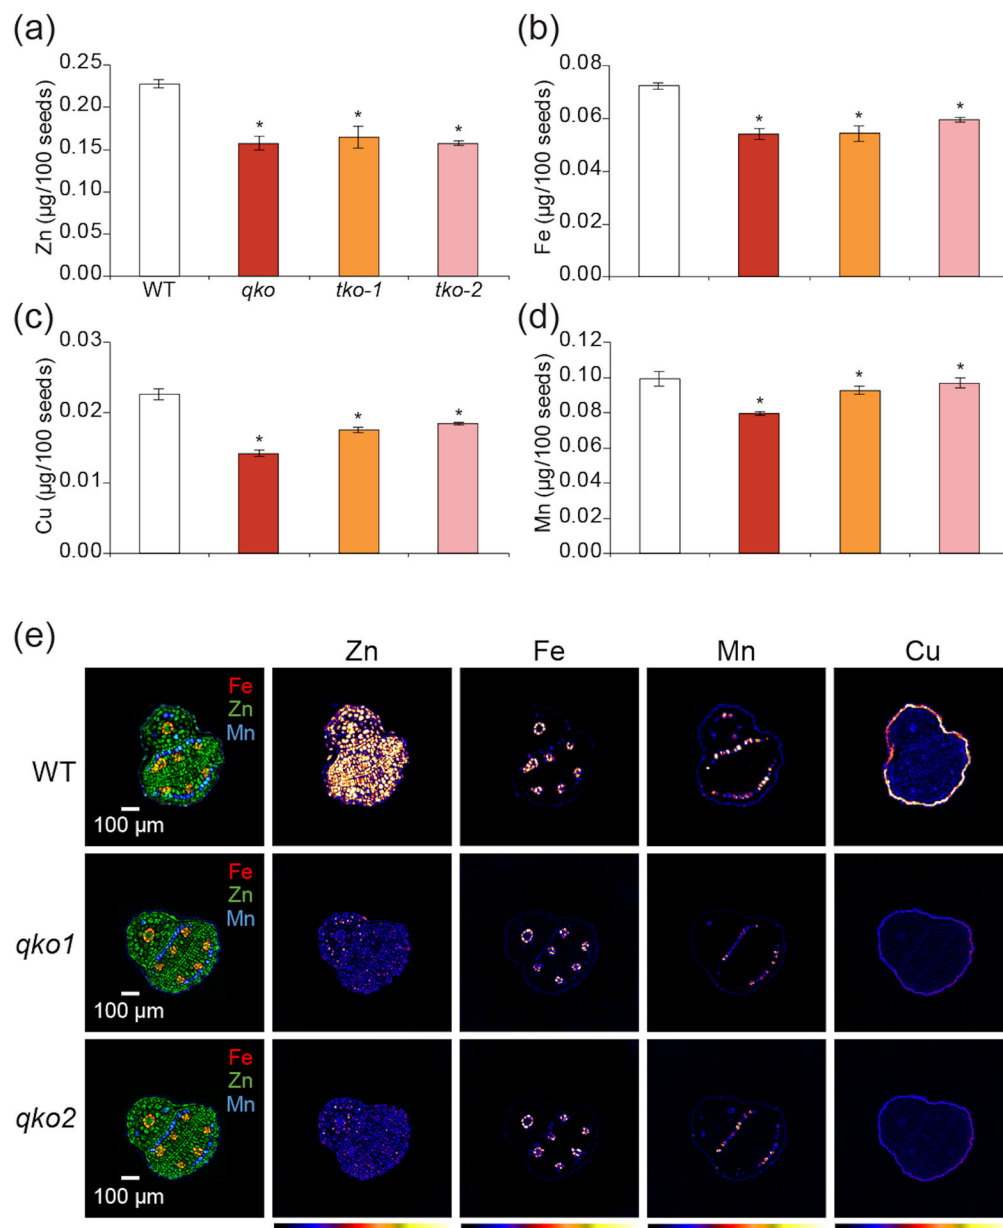 (a)
Zn (µg/100 seeds)
0.25
0.20
0.15
0.10
0.05
0.00
*
*
*
WT
qko
tko-1
tko-2
(b)
Fe (µg/100 seeds)
0.08
0.06
0.04
0.02
0.00
*
*
*
(c)
Cu (µg/100 seeds)
0.03
0.02
0.01
0.00
*
*
*
(d)
Mn (µg/100 seeds)
0.12
0.10
0.08
0.06
0.04
0.02
0.00
*
*
*
(e)
Zn
Fe
Mn
Cu
WT
Fe
Zn
Mn
100 µm
qko1
Fe
Zn
Mn
100 µm
qko2
Fe
Zn
Mn
100 µm